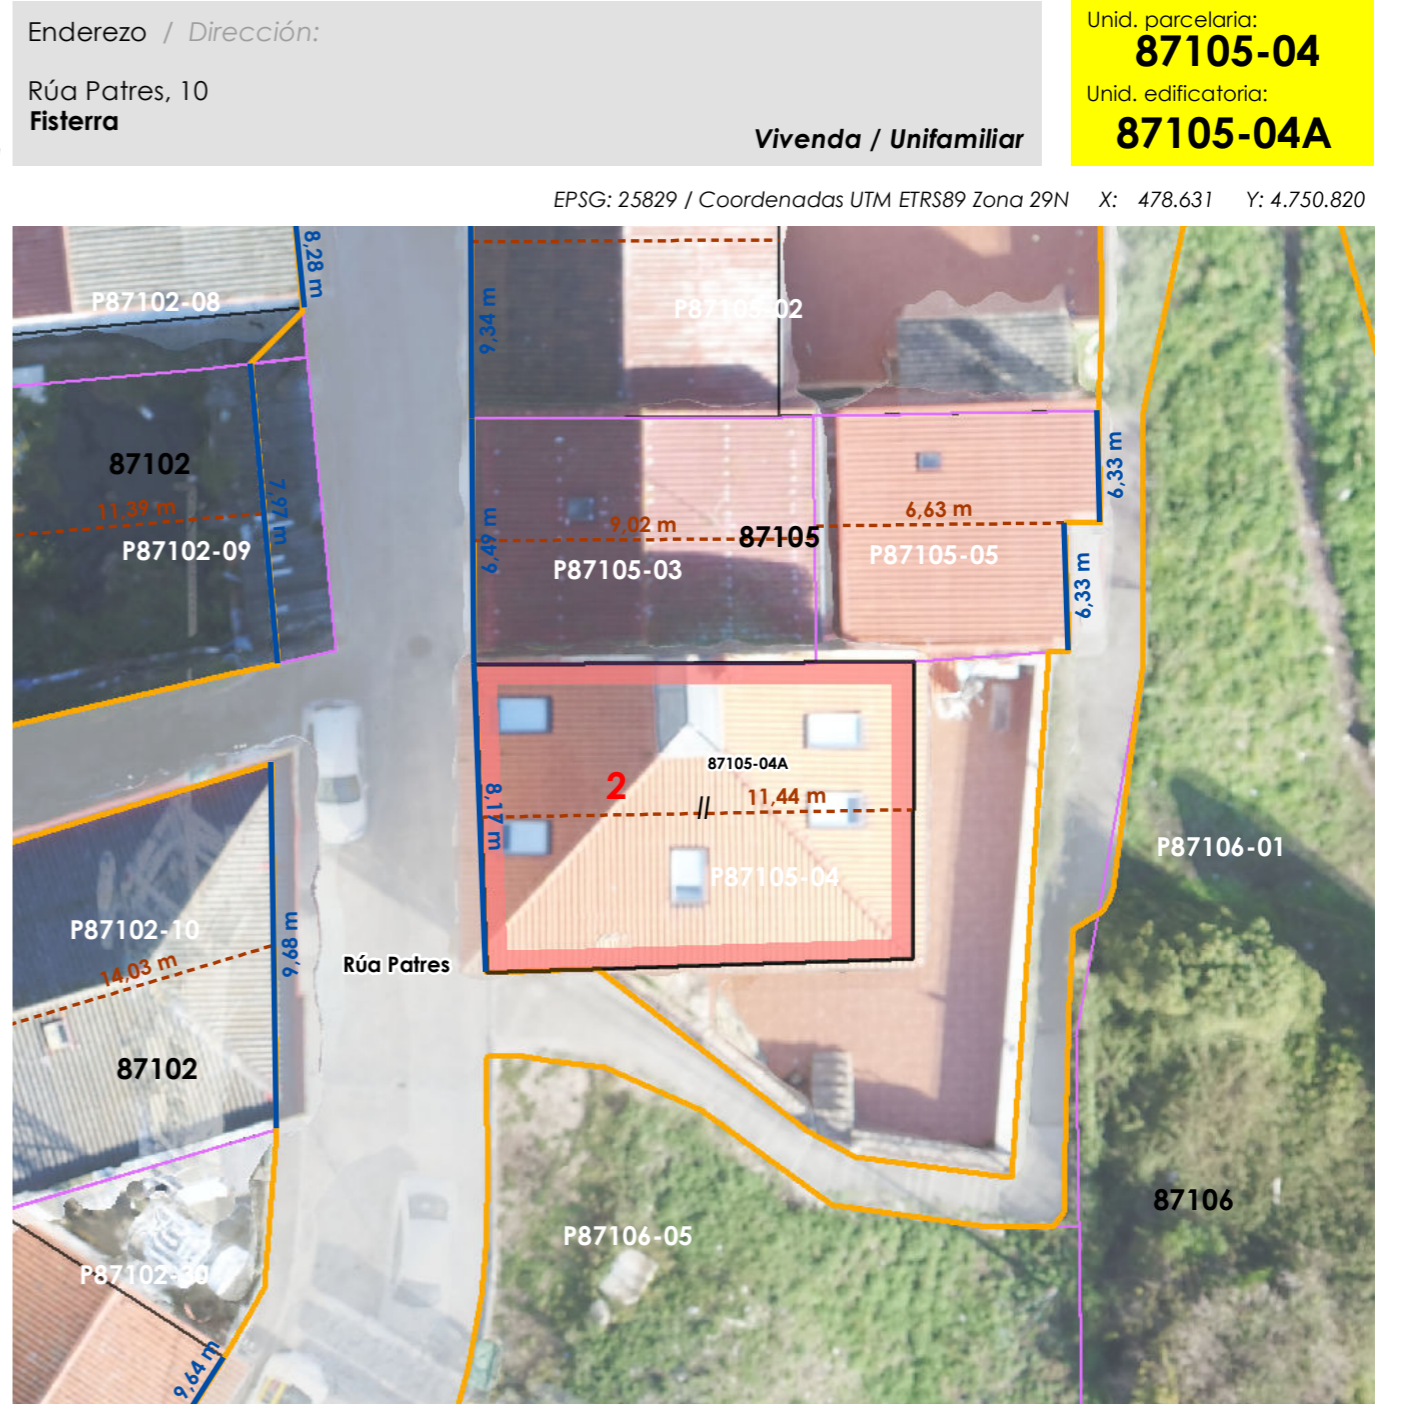 Enderezo / Dirección:
Rúa Patres, 10
Fisterra
Vivenda / Unifamiliar
Unid. parcelaria:
87105-04
Unid. edificatoria:
87105-04A
EPSG: 25829 / Coordenadas UTM ETRS89 Zona 29N X: 478.631 Y: 4.750.820
8,28 m
P87102-08
9,34 m
P87105-02
87102
11,39 m
7,97 m
P87102-09
6,49 m
9,02 m
87105
P87105-03
6,63 m
P87105-05
6,33 m
6,33 m
87105-04A
2
11,44 m
//
8,17 m
P87105-04
P87106-01
P87102-10
14,03 m
9,68 m
Rúa Patres
87102
87106
P87106-05
P87102-30
9,64 m